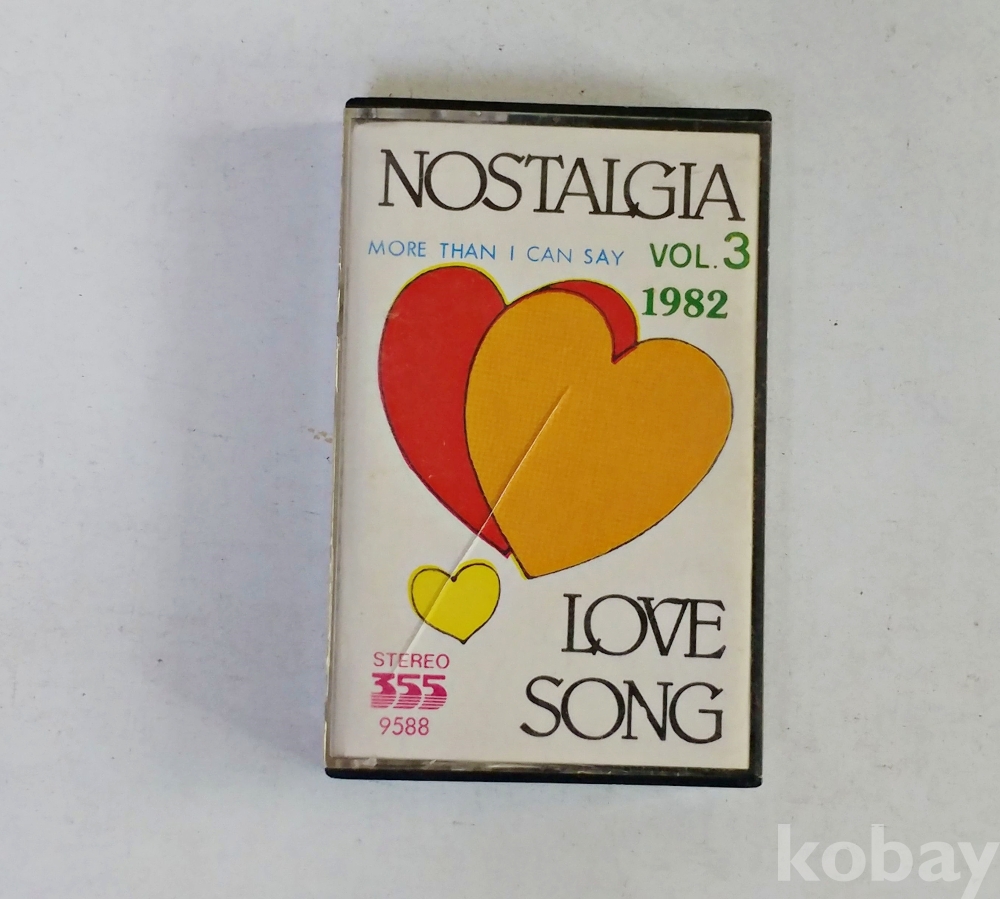 NOSTALGIA
MORE THAN I CAN SAY VOL.3
1982
LOVE
SONG
STEREO
355
9588
kobay